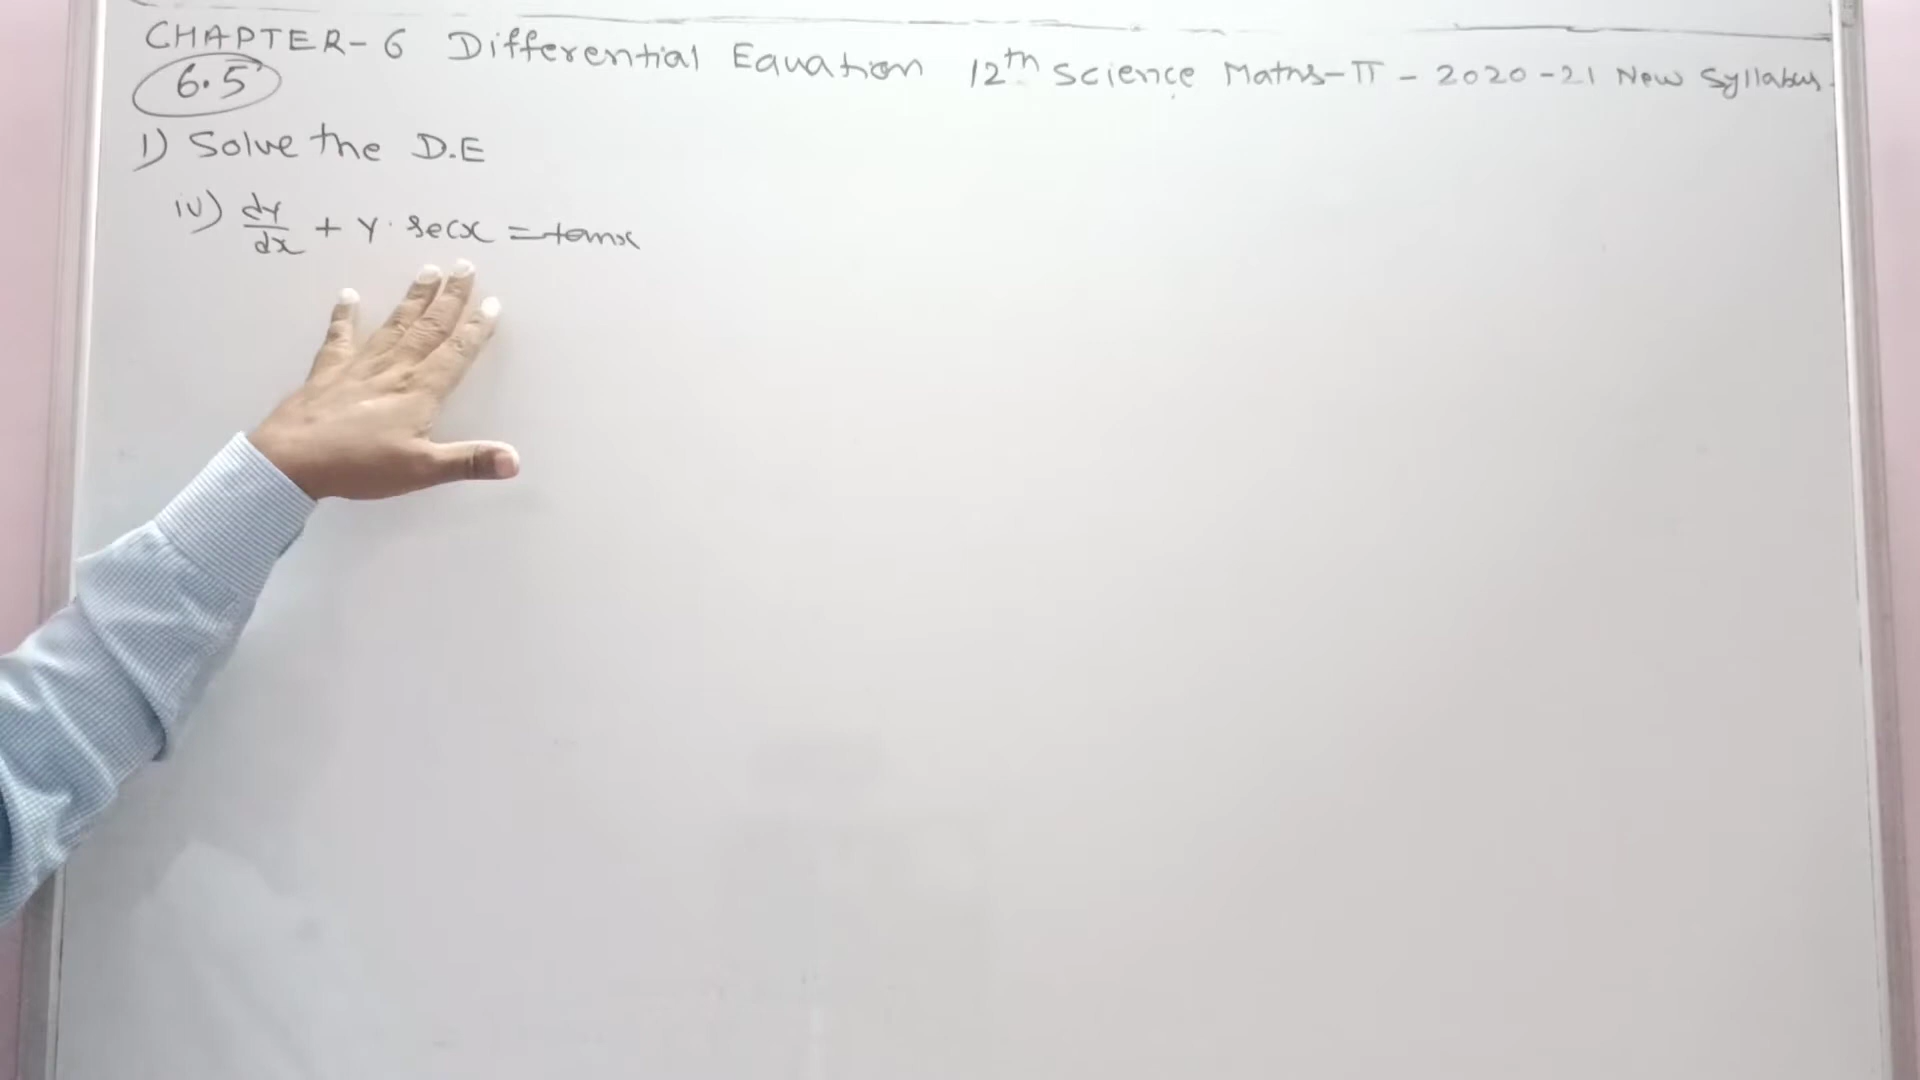 CHAPTER-6 Differential Equation 12th Science Maths-II - 2020-21 New Syllabus.
6.5
1) Solve the D.E
iv) dy/dx + y. secx = tanx